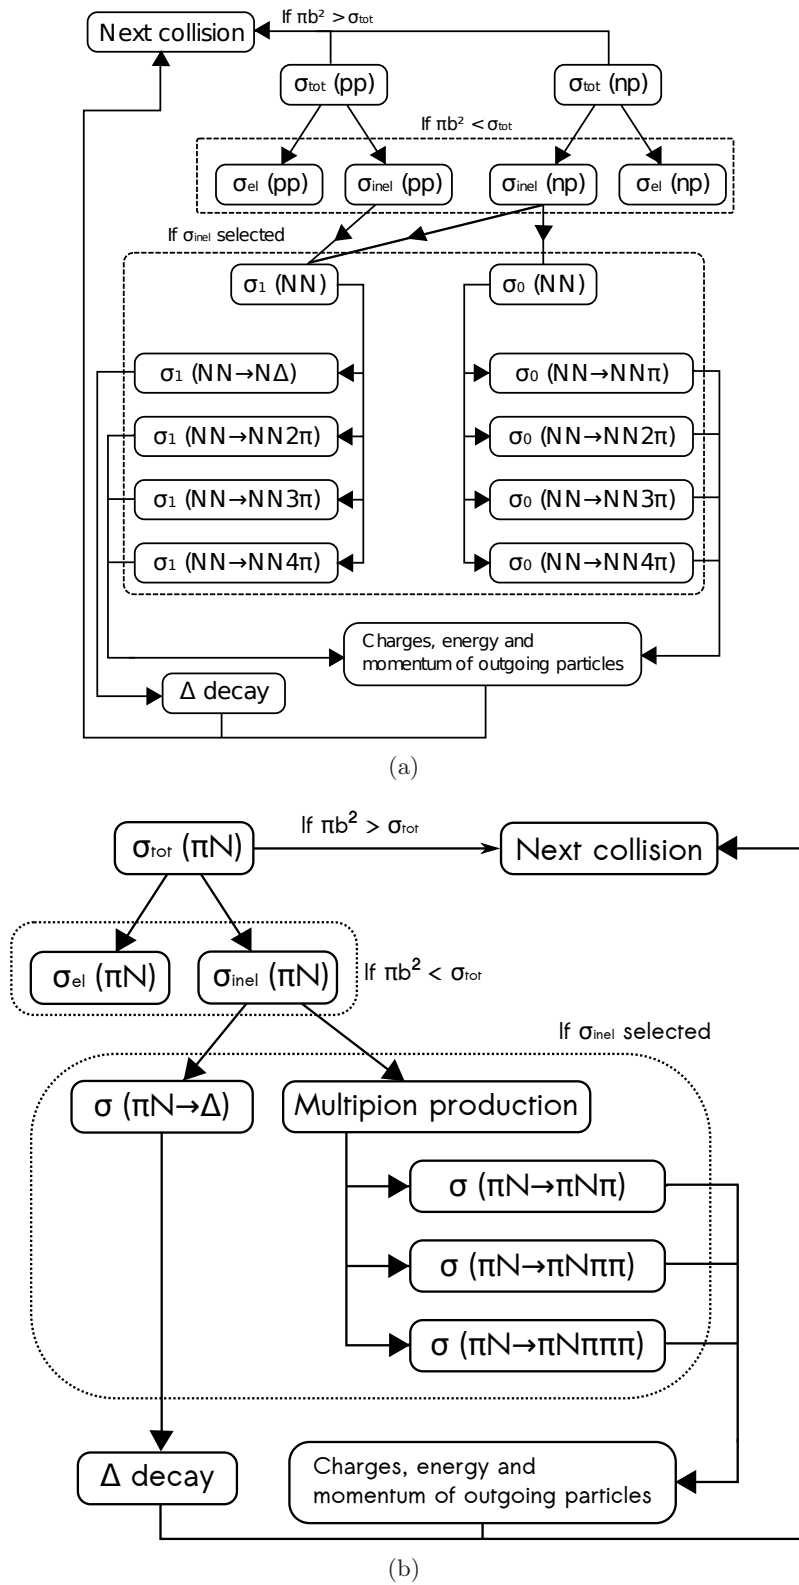 If πb² > σtot
Next collision
σtot (pp)
σtot (np)
If πb² < σtot
σel (pp)
σinel (pp)
σinel (np)
σel (np)
If σinel selected
σ1 (NN)
σ0 (NN)
σ1 (NN→NΔ)
σ0 (NN→NNπ)
σ1 (NN→NN2π)
σ0 (NN→NN2π)
σ1 (NN→NN3π)
σ0 (NN→NN3π)
σ1 (NN→NN4π)
σ0 (NN→NN4π)
Charges, energy and
momentum of outgoing particles
Δ decay
(a)
σtot (πN)
If πb² > σtot
Next collision
σel (πN)
σinel (πN)
If πb² < σtot
If σinel selected
σ (πN→Δ)
Multipion production
σ (πN→πNπ)
σ (πN→πNππ)
σ (πN→πNπππ)
Δ decay
Charges, energy and
momentum of outgoing particles
(b)